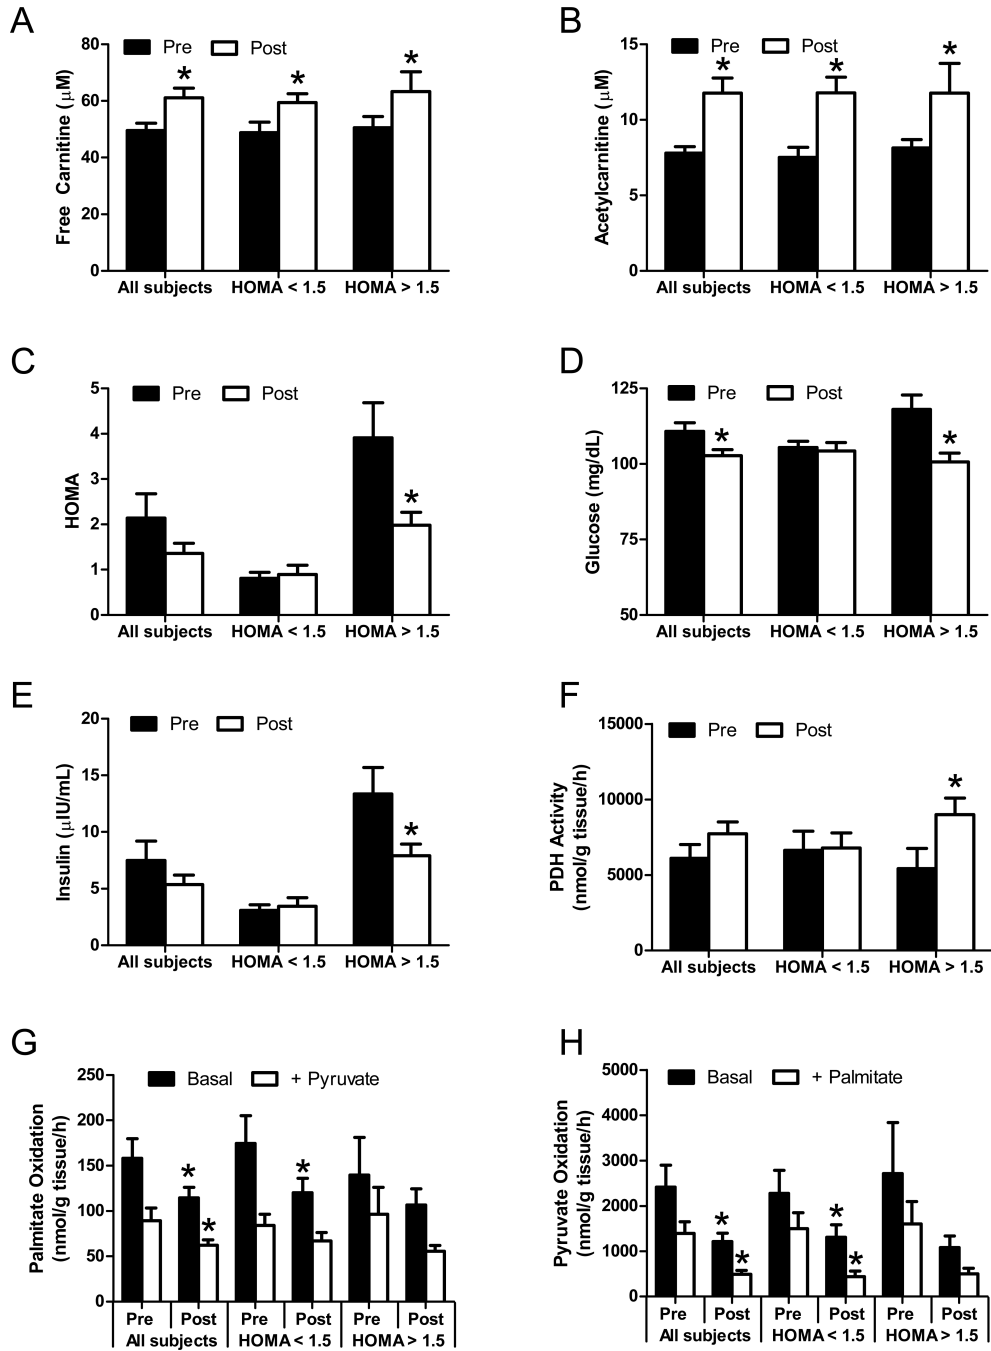 A
Pre Post
Free Carnitine (μM)
80
60
40
20
0
* * *
All subjects HOMA < 1.5 HOMA > 1.5
B
Pre Post
Acetylcarnitine (μM)
15
10
5
0
* * *
All subjects HOMA < 1.5 HOMA > 1.5
C
Pre Post
HOMA
5
4
3
2
1
0
*
All subjects HOMA < 1.5 HOMA > 1.5
D
Pre Post
Glucose (mg/dL)
125
100
75
50
* *
All subjects HOMA < 1.5 HOMA > 1.5
E
Pre Post
Insulin (μIU/mL)
20
15
10
5
0
*
All subjects HOMA < 1.5 HOMA > 1.5
F
Pre Post
PDH Activity
(nmol/g tissue/h)
15000
10000
5000
0
*
All subjects HOMA < 1.5 HOMA > 1.5
G
Basal + Pyruvate
Palmitate Oxidation
(nmol/g tissue/h)
250
200
150
100
50
0
* * *
Pre Post Pre Post Pre Post
All subjects HOMA < 1.5 HOMA > 1.5
H
Basal + Palmitate
Pyruvate Oxidation
(nmol/g tissue/h)
5000
4000
3000
2000
1000
0
* * * *
Pre Post Pre Post Pre Post
All subjects HOMA < 1.5 HOMA > 1.5